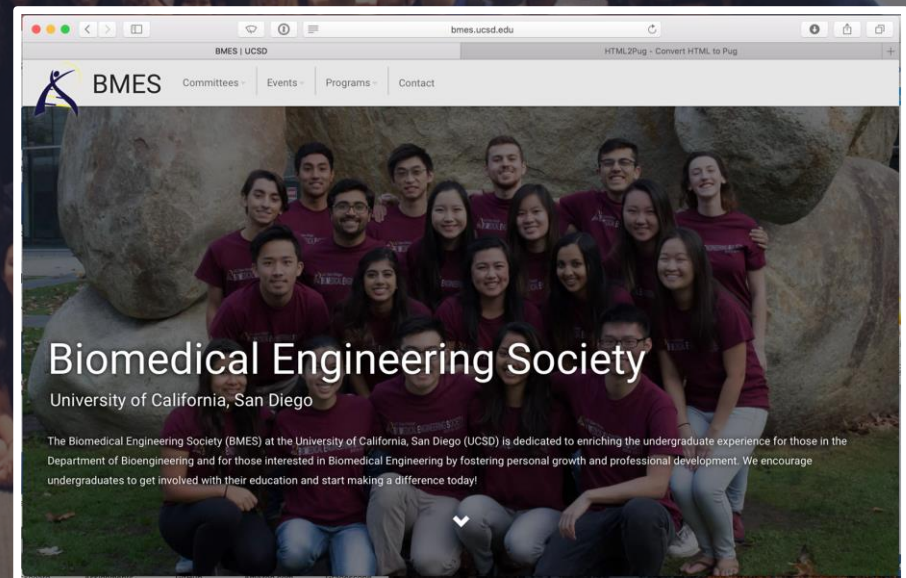 bmes.ucsd.edu
BMES | UCSD
HTML2Pug - Convert HTML to Pug
BMES
Committees
Events
Programs
Contact
Biomedical Engineering Society
University of California, San Diego
The Biomedical Engineering Society (BMES) at the University of California, San Diego (UCSD) is dedicated to enriching the undergraduate experience for those in the
Department of Bioengineering and for those interested in Biomedical Engineering by fostering personal growth and professional development. We encourage
undergraduates to get involved with their education and start making a difference today!